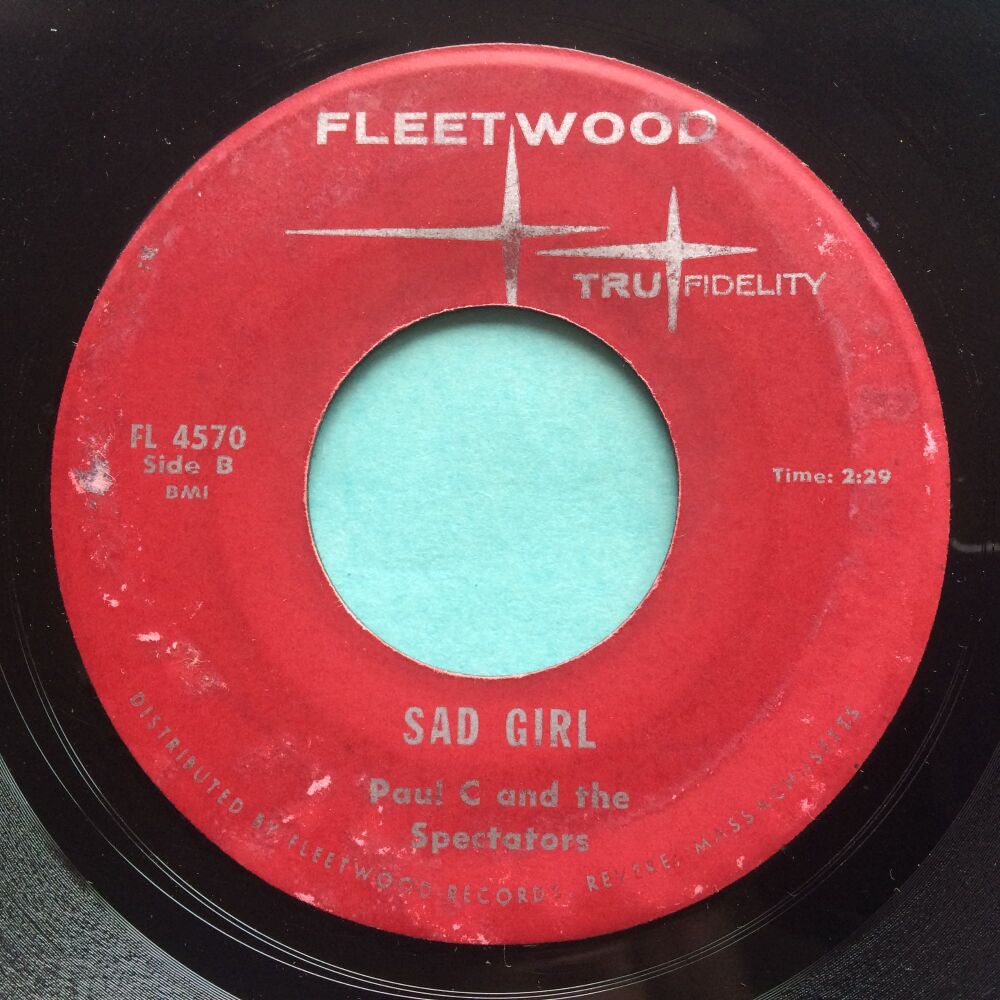 FLEETWOOD
TRU FIDELITY
FL 4570
Side B
BMI
Time: 2:29
SAD GIRL
Paul C and the
Spectators
DISTRIBUTED BY FLEETWOOD RECORDS, REVERE, MASSACHUSETTS